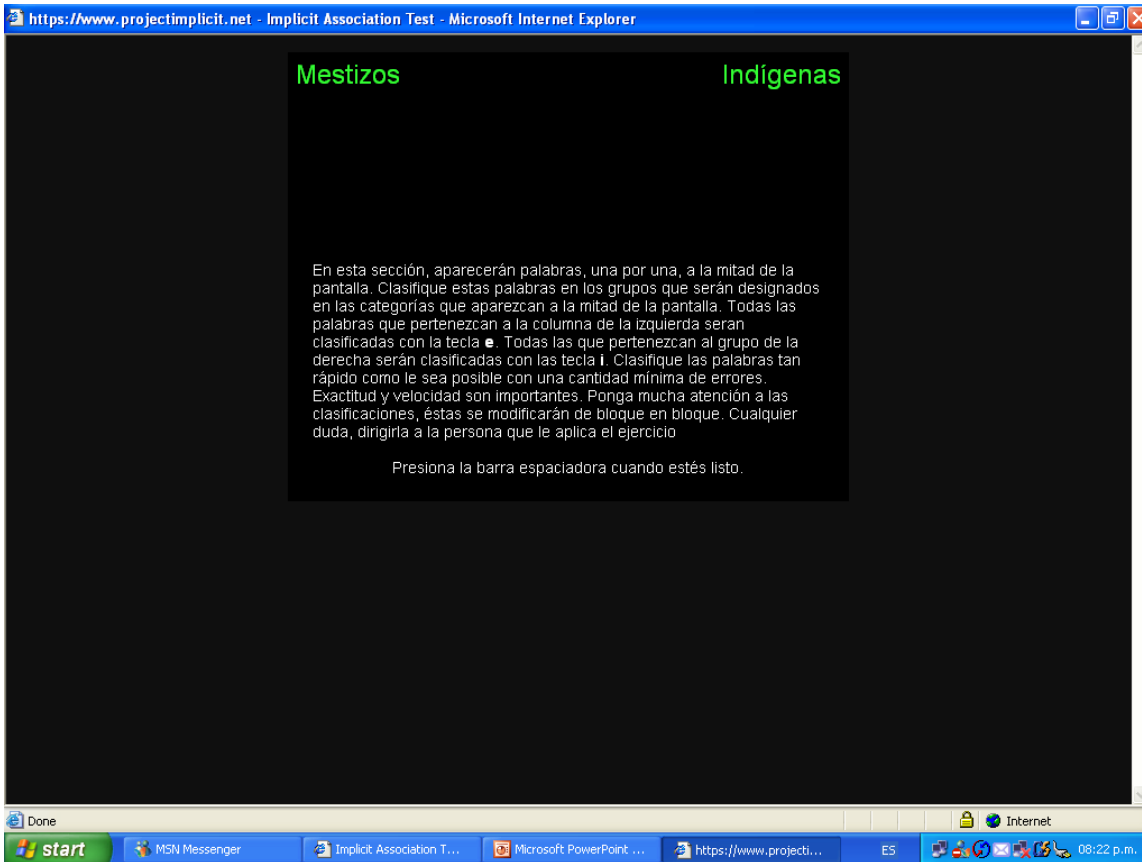 https://www.projectimplicit.net - Implicit Association Test - Microsoft Internet Explorer
Mestizos Indígenas
En esta sección, aparecerán palabras, una por una, a la mitad de la
pantalla. Clasifique estas palabras en los grupos que serán designados
en las categorías que aparezcan a la mitad de la pantalla. Todas las
palabras que pertenezcan a la columna de la izquierda seran
clasificadas con la tecla e. Todas las que pertenezcan al grupo de la
derecha serán clasificadas con las tecla i. Clasifique las palabras tan
rápido como le sea posible con una cantidad mínima de errores.
Exactitud y velocidad son importantes. Ponga mucha atención a las
clasificaciones, éstas se modificarán de bloque en bloque. Cualquier
duda, dirigirla a la persona que le aplica el ejercicio
Presiona la barra espaciadora cuando estés listo.
Done Internet
start MSN Messenger Implicit Association T... Microsoft PowerPoint ... https://www.projecti... ES 08:22 p.m.